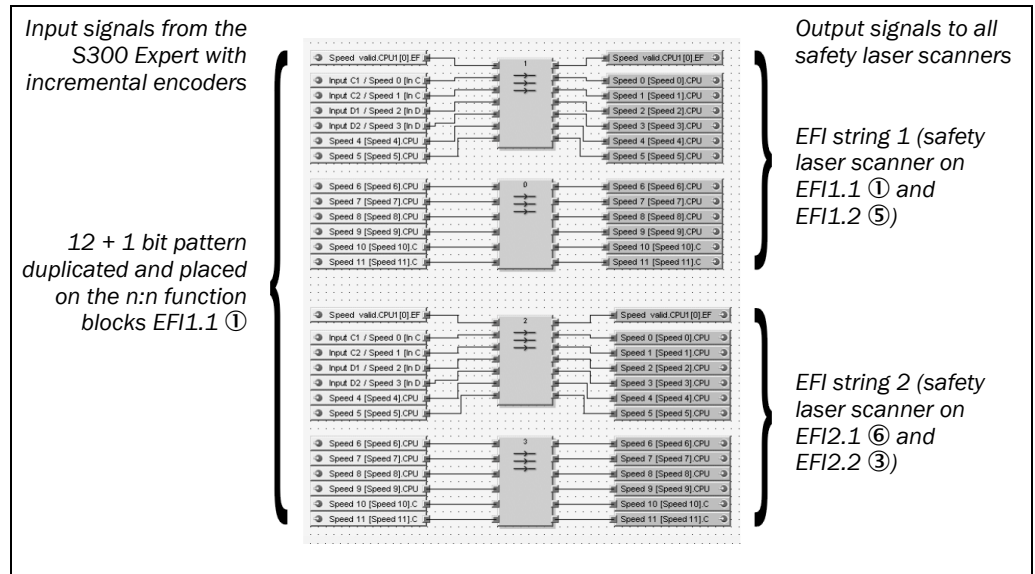 Input signals from the
S300 Expert with
incremental encoders
12 + 1 bit pattern
duplicated and placed
on the n:n function
blocks EFI1.1 ①
Speed valid.CPU1[0].EF
Input C1 / Speed 0 [In C
Input C2 / Speed 1 [In C
Input D1 / Speed 2 [In D
Input D2 / Speed 3 [In D
Speed 4 [Speed 4].CPU
Speed 5 [Speed 5].CPU
1
Speed valid.CPU1[0].EF
Speed 0 [Speed 0].CPU
Speed 1 [Speed 1].CPU
Speed 2 [Speed 2].CPU
Speed 3 [Speed 3].CPU
Speed 4 [Speed 4].CPU
Speed 5 [Speed 5].CPU
Speed 6 [Speed 6].CPU
Speed 7 [Speed 7].CPU
Speed 8 [Speed 8].CPU
Speed 9 [Speed 9].CPU
Speed 10 [Speed 10].C
Speed 11 [Speed 11].C
0
Speed 6 [Speed 6].CPU
Speed 7 [Speed 7].CPU
Speed 8 [Speed 8].CPU
Speed 9 [Speed 9].CPU
Speed 10 [Speed 10].C
Speed 11 [Speed 11].C
Speed valid.CPU1[0].EF
Input C1 / Speed 0 [In C
Input C2 / Speed 1 [In C
Input D1 / Speed 2 [In D
Input D2 / Speed 3 [In D
Speed 4 [Speed 4].CPU
Speed 5 [Speed 5].CPU
2
Speed valid.CPU1[0].EF
Speed 0 [Speed 0].CPU
Speed 1 [Speed 1].CPU
Speed 2 [Speed 2].CPU
Speed 3 [Speed 3].CPU
Speed 4 [Speed 4].CPU
Speed 5 [Speed 5].CPU
Speed 6 [Speed 6].CPU
Speed 7 [Speed 7].CPU
Speed 8 [Speed 8].CPU
Speed 9 [Speed 9].CPU
Speed 10 [Speed 10].C
Speed 11 [Speed 11].C
3
Speed 6 [Speed 6].CPU
Speed 7 [Speed 7].CPU
Speed 8 [Speed 8].CPU
Speed 9 [Speed 9].CPU
Speed 10 [Speed 10].C
Speed 11 [Speed 11].C
Output signals to all
safety laser scanners
EFI string 1 (safety
laser scanner on
EFI1.1 ① and
EFI1.2 ⑤)
EFI string 2 (safety
laser scanner on
EFI2.1 ⑥ and
EFI2.2 ③)